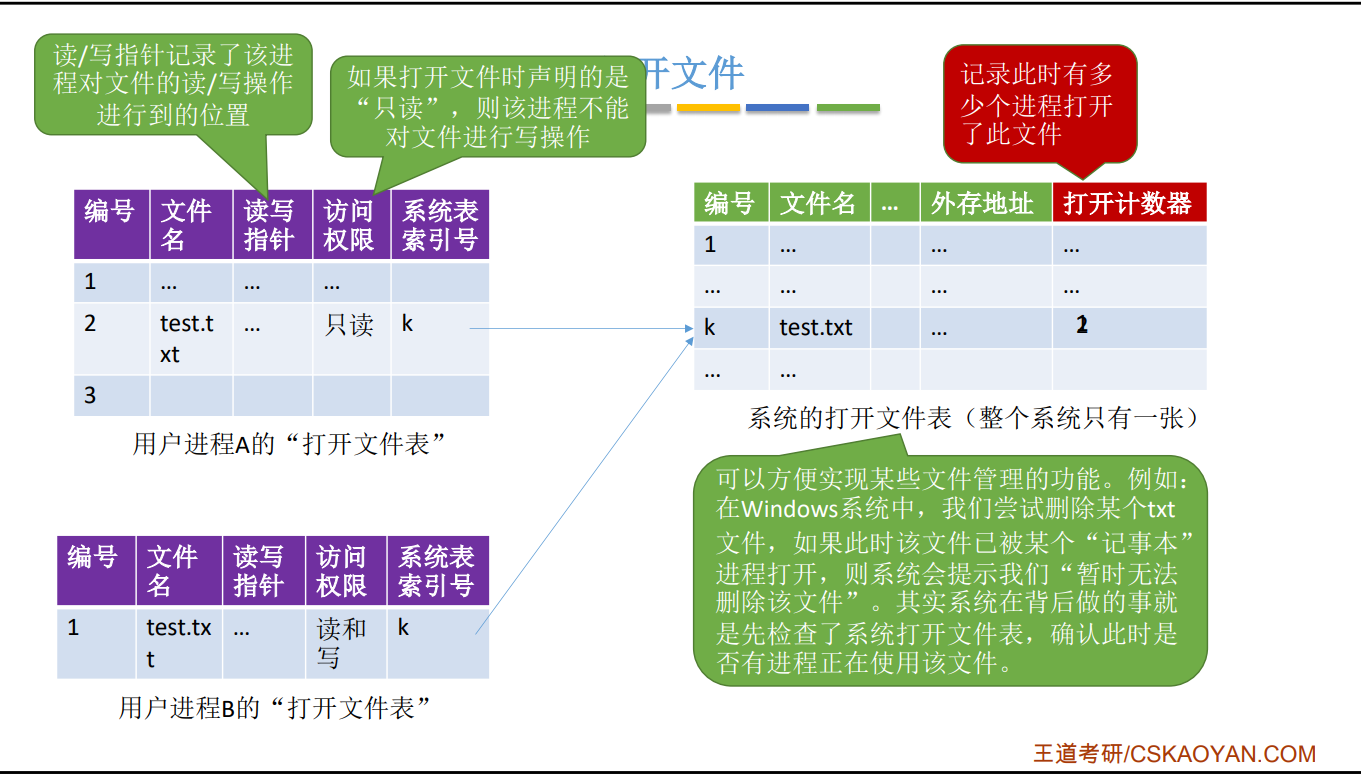 读/写指针记录了该进
程对文件的读/写操作
进行到的位置
如果打开文件时声明的是
“只读”，则该进程不能
对文件进行写操作
开文件
记录此时有多
少个进程打开
了此文件
编号 文件名 读写指针 访问权限 系统表索引号
1 … … …
2 test.txt … 只读 k
3
用户进程A的“打开文件表”
编号 文件名 读写指针 访问权限 系统表索引号
1 test.txt … 读和写 k
用户进程B的“打开文件表”
编号 文件名 … 外存地址 打开计数器
1 … … …
… … … …
k test.txt …
… …
系统的打开文件表（整个系统只有一张）
可以方便实现某些文件管理的功能。例如：
在Windows系统中，我们尝试删除某个txt
文件，如果此时该文件已被某个“记事本”
进程打开，则系统会提示我们“暂时无法
删除该文件”。其实系统在背后做的事就
是先检查了系统打开文件表，确认此时是
否有进程正在使用该文件。
王道考研/CSKAOYAN.COM